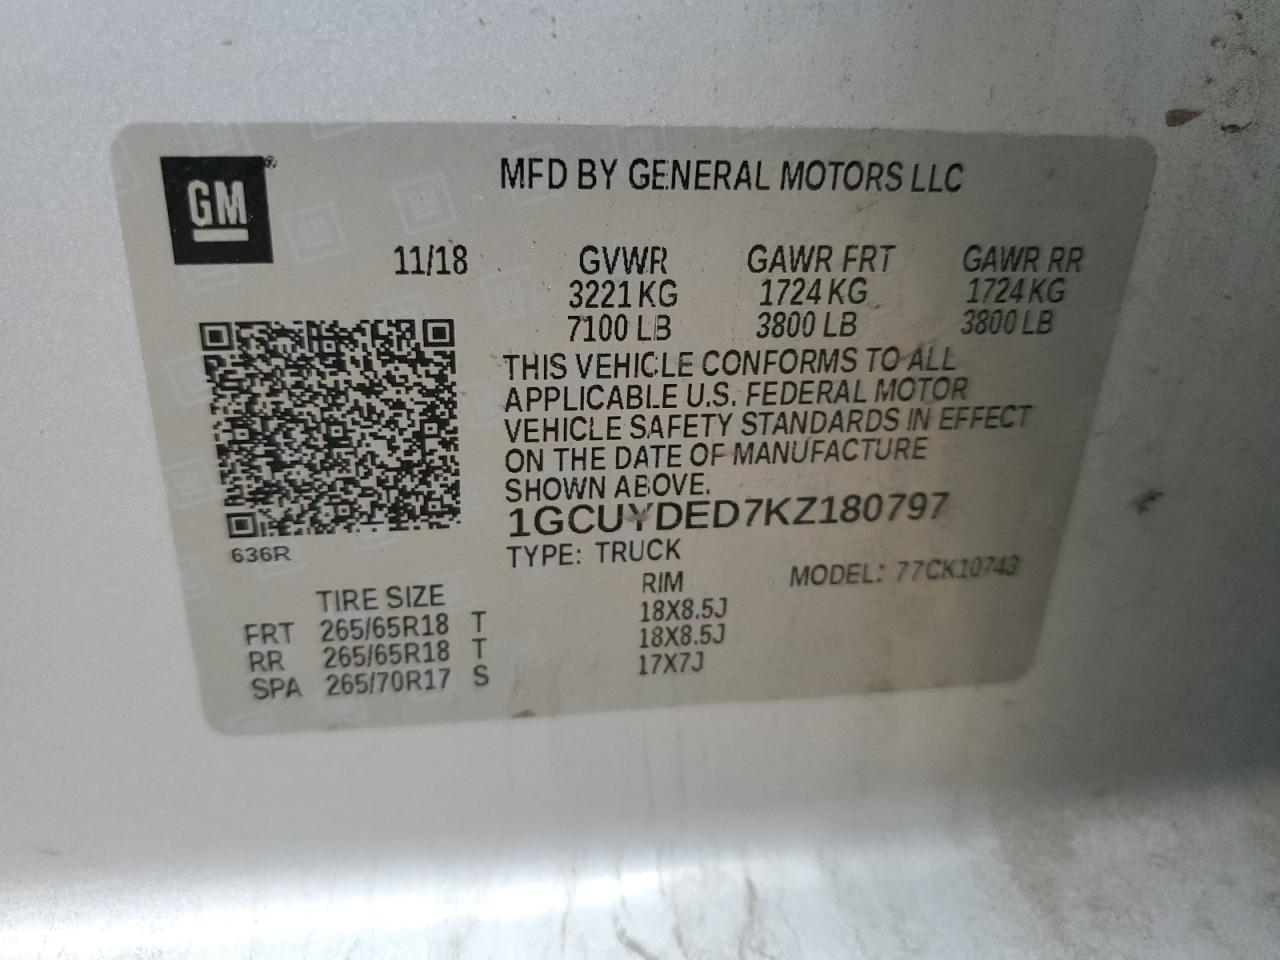 GM®
MFD BY GENERAL MOTORS LLC
11/18 GVWR GAWR FRT GAWR RR
3221 KG 1724 KG 1724 KG
7100 LB 3800 LB 3800 LB
THIS VEHICLE CONFORMS TO ALL
APPLICABLE U.S. FEDERAL MOTOR
VEHICLE SAFETY STANDARDS IN EFFECT
ON THE DATE OF MANUFACTURE
SHOWN ABOVE.
1GCUYDED7KZ180797
636R TYPE: TRUCK
MODEL: 77CK10743
TIRE SIZE RIM
FRT 265/65R18 T 18X8.5J
RR 265/65R18 T 18X8.5J
SPA 265/70R17 S 17X7J